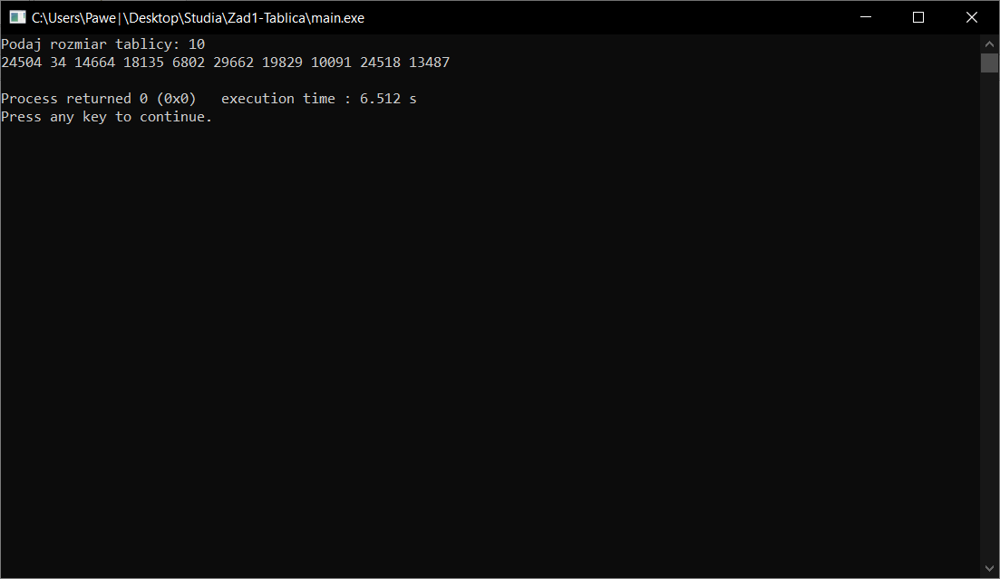 C:\Users\Pawe|\Desktop\Studia\Zad1-Tablica\main.exe
Podaj rozmiar tablicy: 10
24504 34 14664 18135 6802 29662 19829 10091 24518 13487
Process returned 0 (0x0)   execution time : 6.512 s
Press any key to continue.